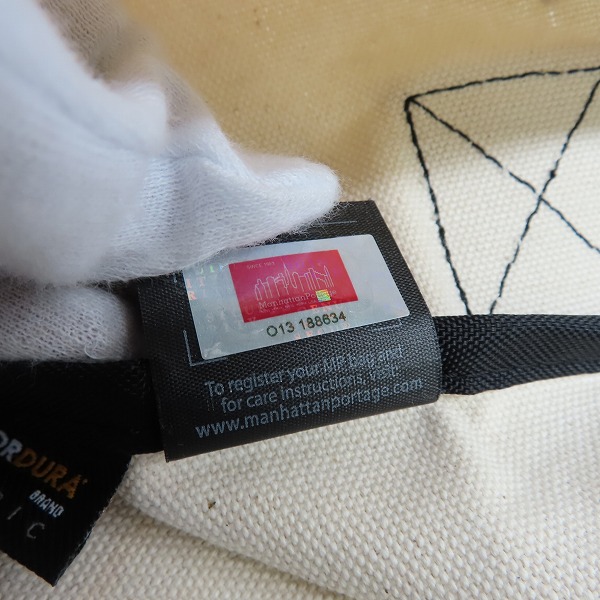 SINCE 1983
ManhattanPortage
O13 188634
To register your MP bag and
for care instructions, visit
www.manhattanportage.com
ORDURA®
BRAND
I C